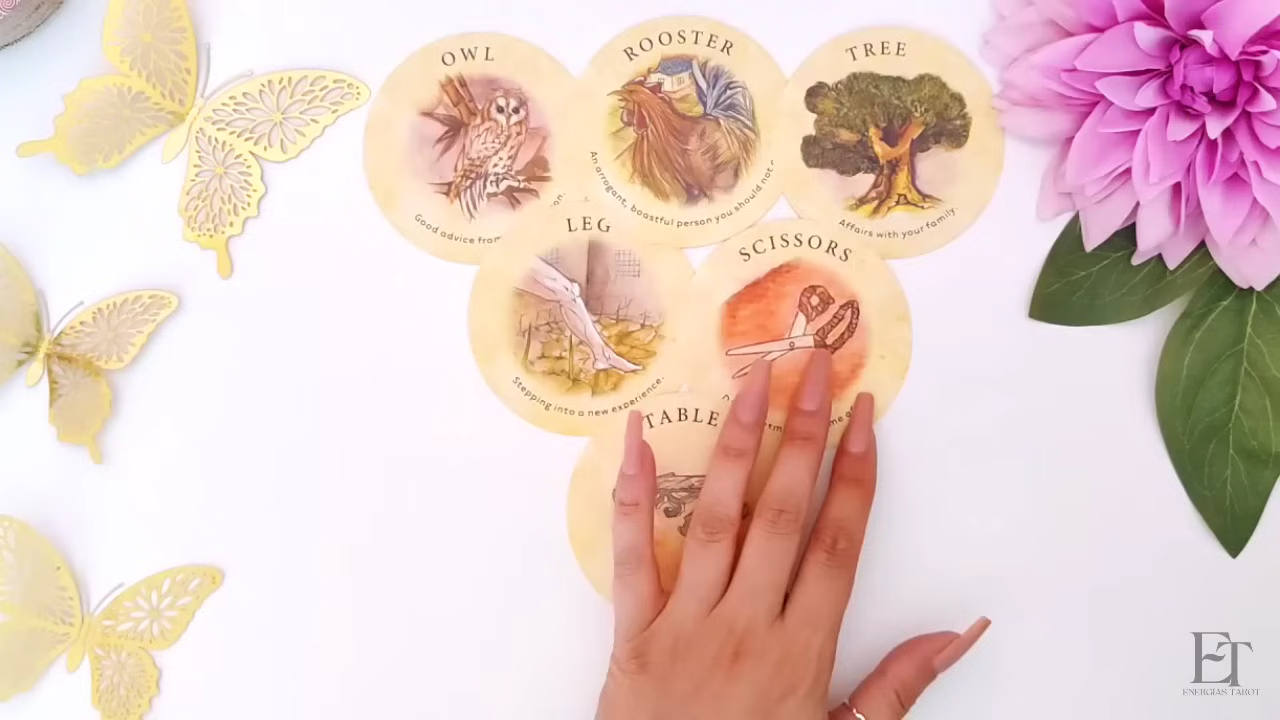 OWL
Good advice from
ROOSTER
An arrogant, boastful person you should not
TREE
Affairs with your family.
LEG
Stepping into a new experience.
SCISSORS
TABLE
ET
ENERGIAS TAROT